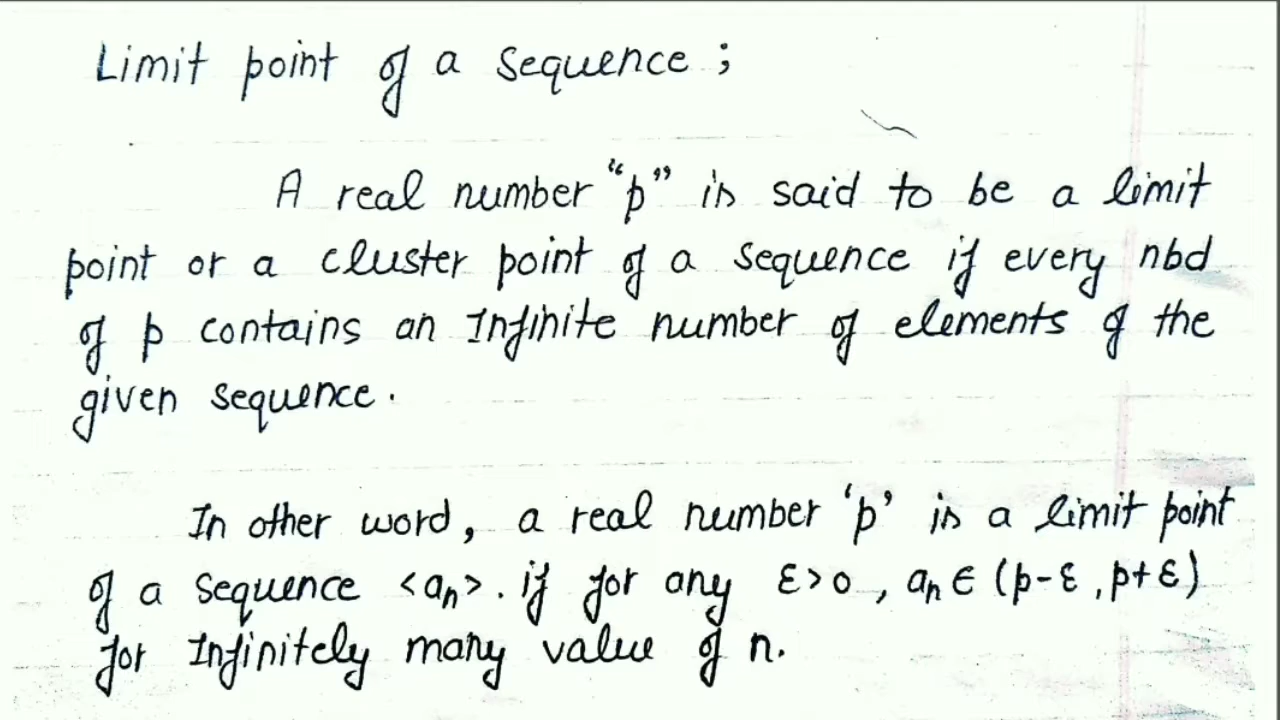 Limit point of a sequence ;
A real number "p" is said to be a limit
point or a cluster point of a sequence if every nbd
of p contains an Infinite number of elements of the
given sequence .
In other word, a real number 'p' is a limit point
of a sequence <aₙ>. if for any ε>0 , aₙ ∈ (p-ε , p+ε)
for Infinitely many value of n.